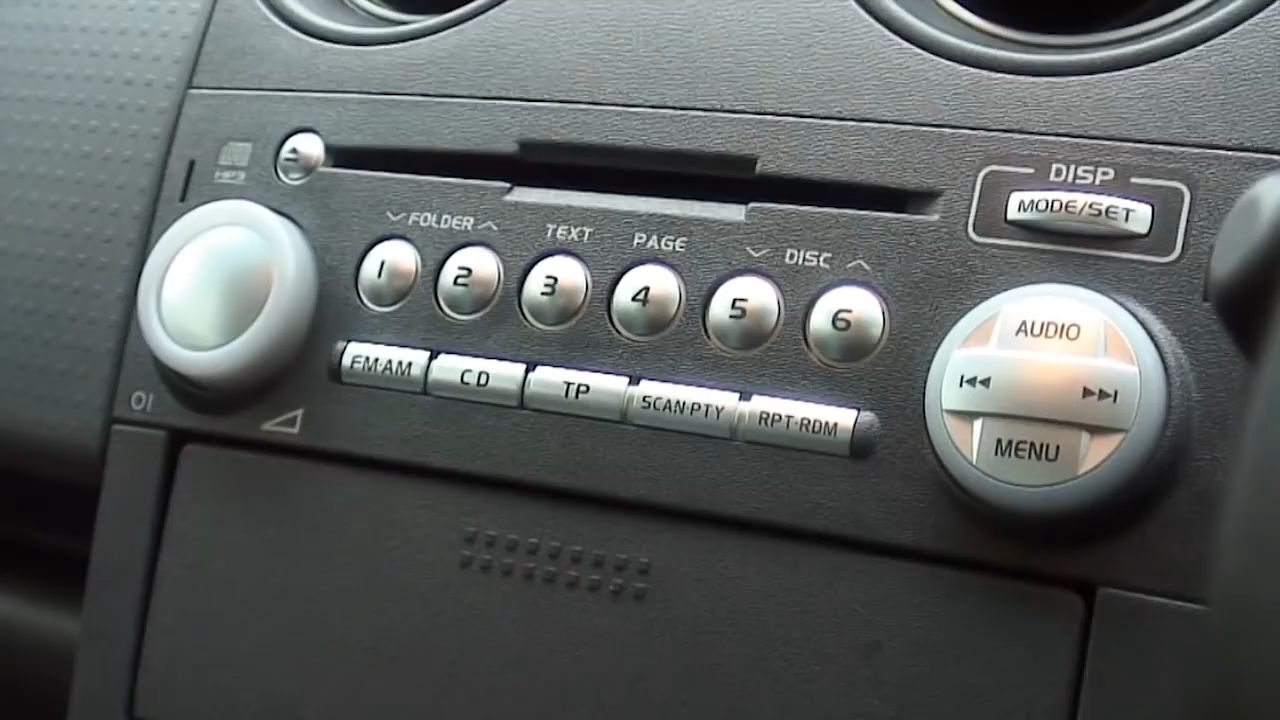 DISP
MODE/SET
MP3
FOLDER
TEXT
PAGE
DISC
1
2
3
4
5
6
FM·AM
CD
TP
SCAN·PTY
RPT·RDM
AUDIO
MENU
OI